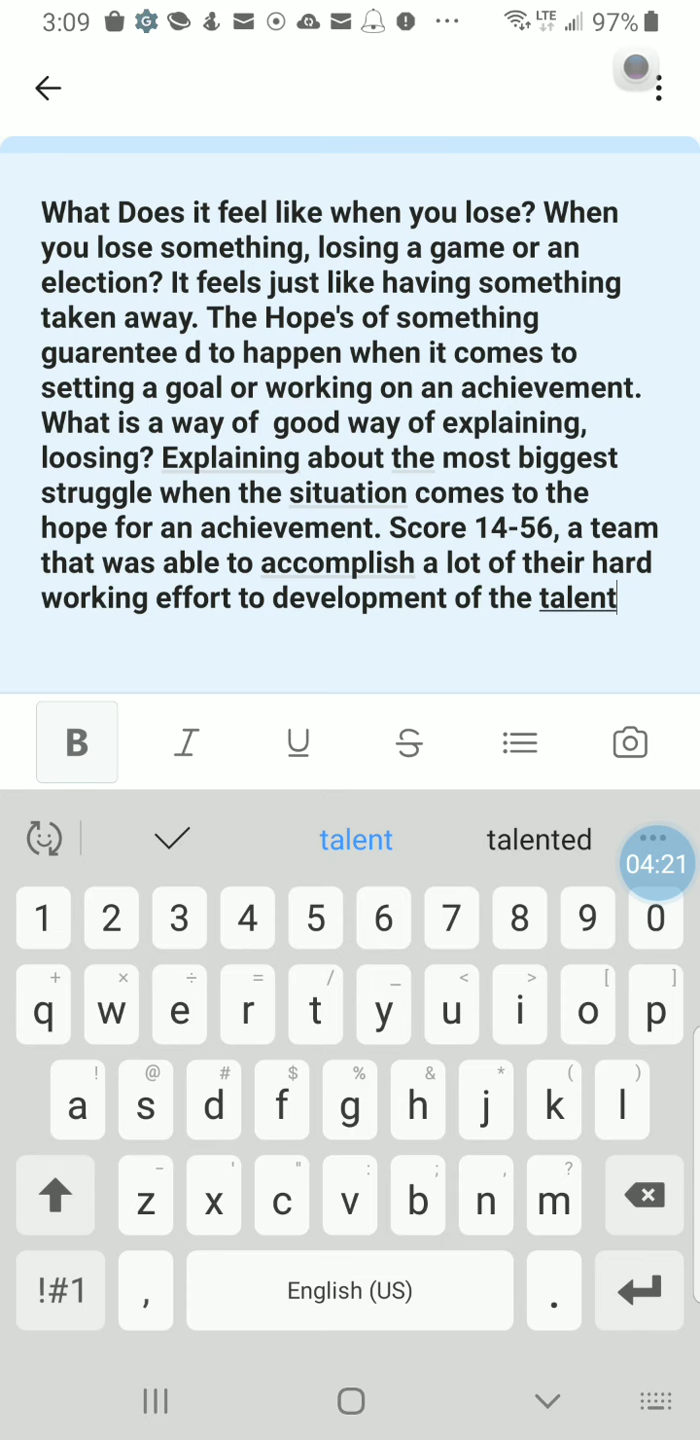 3:09 LTE 97%
What Does it feel like when you lose? When
you lose something, losing a game or an
election? It feels just like having something
taken away. The Hope's of something
guarentee d to happen when it comes to
setting a goal or working on an achievement.
What is a way of  good way of explaining,
loosing? Explaining about the most biggest
struggle when the situation comes to the
hope for an achievement. Score 14-56, a team
that was able to accomplish a lot of their hard
working effort to development of the talent
B I U S
talent talented
04:21
1 2 3 4 5 6 7 8 9 0
+ × ÷ = / _ < > [ ]
q w e r t y u i o p
! @ # $ % & * ( )
a s d f g h j k l
- ' " : ; , ?
z x c v b n m
!#1 , English (US) .